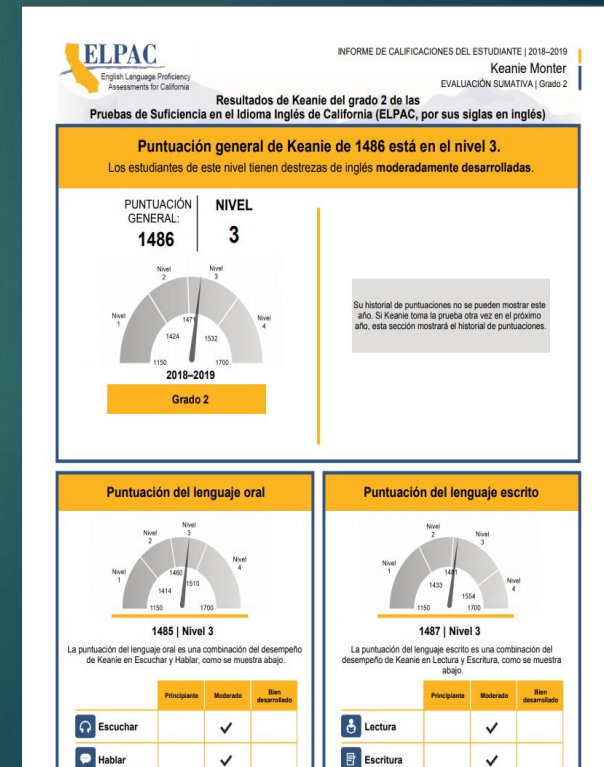 ELPAC
English Language Proficiency
Assessments for California
INFORME DE CALIFICACIONES DEL ESTUDIANTE | 2018–2019
Keanie Monter
EVALUACIÓN SUMATIVA | Grado 2
Resultados de Keanie del grado 2 de las
Pruebas de Suficiencia en el Idioma Inglés de California (ELPAC, por sus siglas en inglés)
Puntuación general de Keanie de 1486 está en el nivel 3.
Los estudiantes de este nivel tienen destrezas de inglés moderadamente desarrolladas.
PUNTUACIÓN
GENERAL:
1486
NIVEL
3
Nivel
1
Nivel
2
Nivel
3
Nivel
4
1150
1424
1471
1532
1700
2018–2019
Grado 2
Su historial de puntuaciones no se pueden mostrar este
año. Si Keanie toma la prueba otra vez en el próximo
año, esta sección mostrará el historial de puntuaciones.
Puntuación del lenguaje oral
Nivel
1
Nivel
2
Nivel
3
Nivel
4
1150
1414
1460
1510
1700
1485 | Nivel 3
La puntuación del lenguaje oral es una combinación del desempeño
de Keanie en Escuchar y Hablar, como se muestra abajo.
Principiante Moderado Bien desarrollado
Escuchar ✓
Hablar ✓
Puntuación del lenguaje escrito
Nivel
1
Nivel
2
Nivel
3
Nivel
4
1150
1433
1481
1554
1700
1487 | Nivel 3
La puntuación del lenguaje escrito es una combinación del
desempeño de Keanie en Lectura y Escritura, como se muestra
abajo.
Principiante Moderado Bien desarrollado
Lectura ✓
Escritura ✓